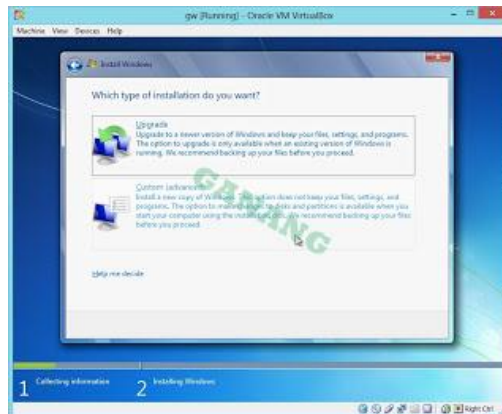 gw [Running] - Oracle VM VirtualBox
Machine View Devices Help
Install Windows
Which type of installation do you want?
Upgrade
Upgrade to a newer version of Windows and keep your files, settings, and programs.
The option to upgrade is only available when an existing version of Windows is
running. We recommend backing up your files before you proceed.
Custom (advanced)
Install a new copy of Windows. This option does not keep your files, settings, and
programs. The option to make changes to disks and partitions is available when you
start your computer using the installation disc. We recommend backing up your files
before you proceed.
GAPTANG
Help me decide
1 Collecting information 2 Installing Windows
Right Ctrl